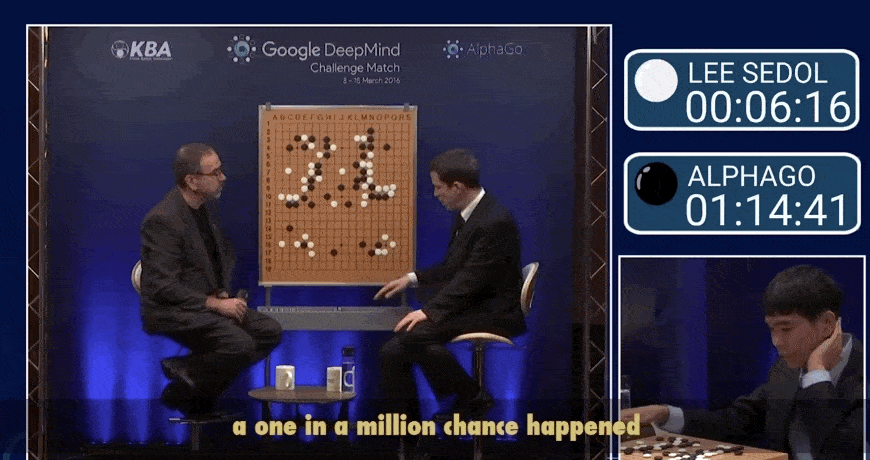 KBA
Google DeepMind
Challenge Match
8 - 15 March 2016
AlphaGo
A B C D E F G H J K L M N O P Q R S
LEE SEDOL
00:06:16
ALPHAGO
01:14:41
a one in a million chance happened